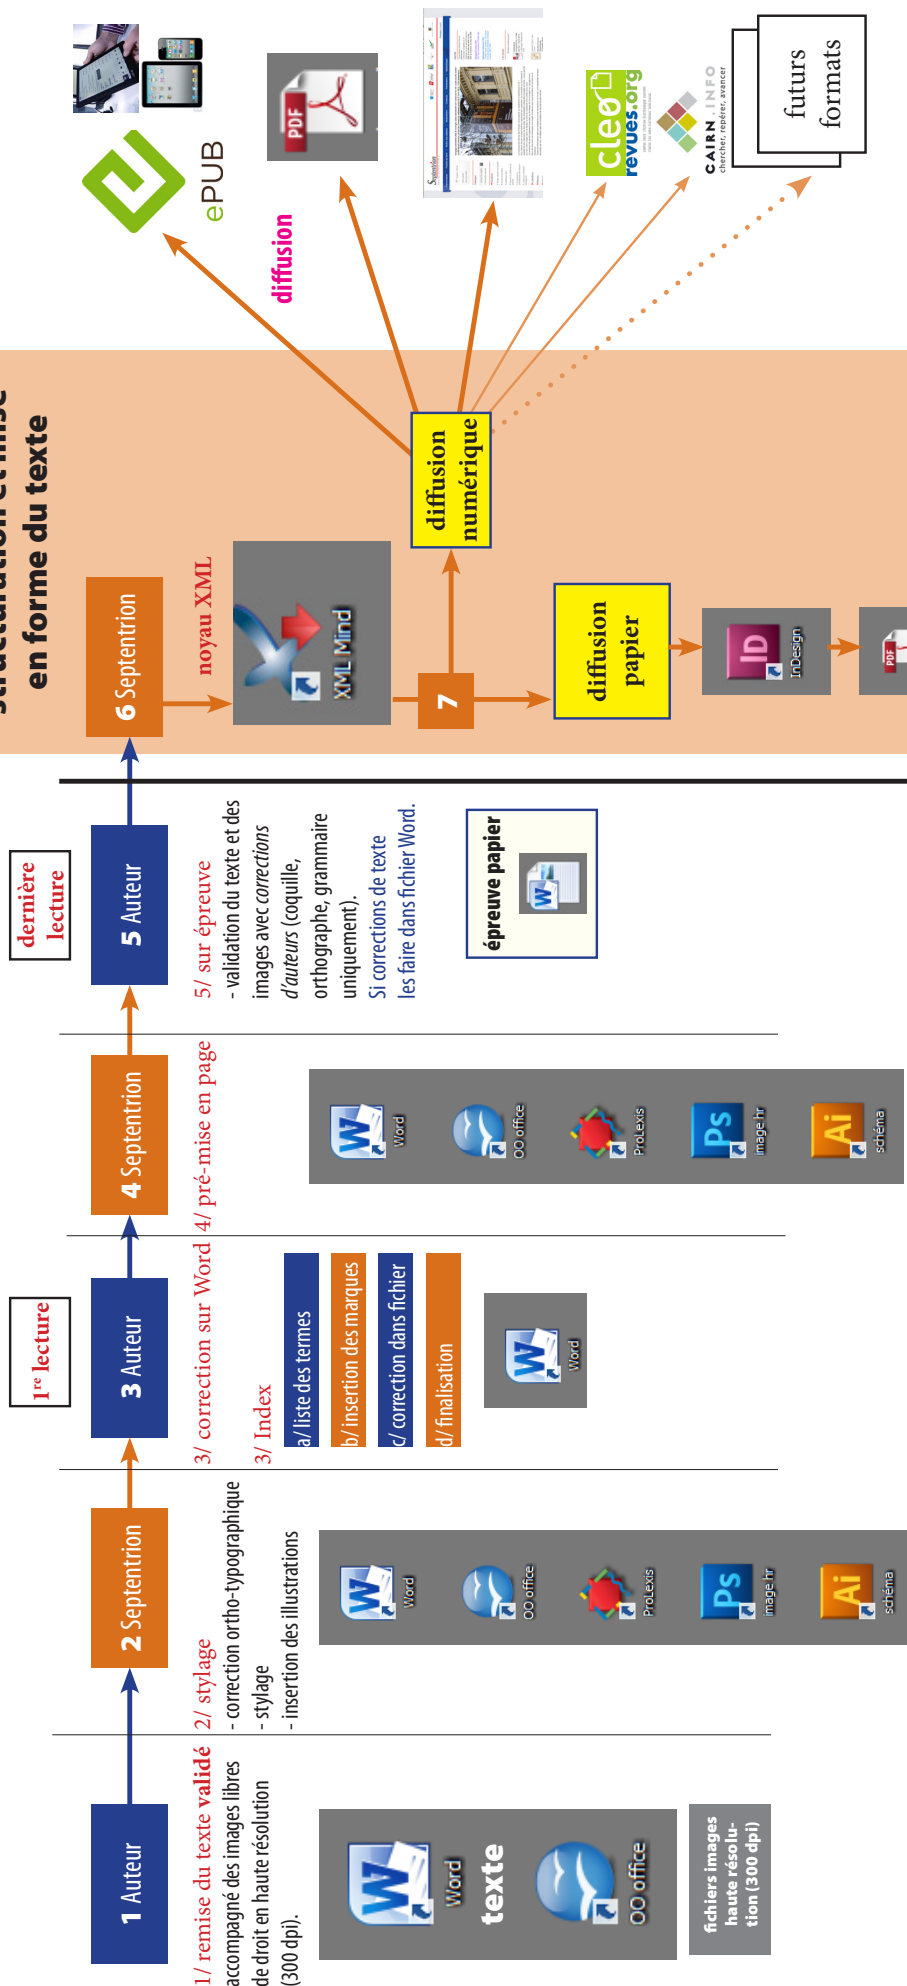 1 Auteur
1/ remise du texte validé
accompagné des images libres
de droit en haute résolution
(300 dpi).
Word
texte
OO office
fichiers images
haute résolu-
tion (300 dpi)
2 Septentrion
2/ stylage
- correction ortho-typographique
- stylage
- insertion des illustrations
Word
OO office
ProLexis
Ps
image hr
Ai
schéma
1re lecture
3 Auteur
3/ correction sur Word
3/ Index
a/ liste des termes
b/ insertion des marques
c/ correction dans fichier
d/ finalisation
Word
4 Septentrion
4/ pré-mise en page
Word
OO office
ProLexis
Ps
image hr
Ai
schéma
dernière
lecture
5 Auteur
5/ sur épreuve
- validation du texte et des
images avec corrections
d'auteurs (coquille,
orthographe, grammaire
uniquement).
Si corrections de texte
les faire dans fichier Word.
épreuve papier
structuration et mise
en forme du texte
6 Septentrion
noyau XML
XML Mind
7
diffusion
papier
ID
InDesign
PDF
diffusion
numérique
diffusion
ePUB
PDF
Septentrion
cleo
revues.org
CAIRN.INFO
chercher, repérer, avancer
futurs
formats